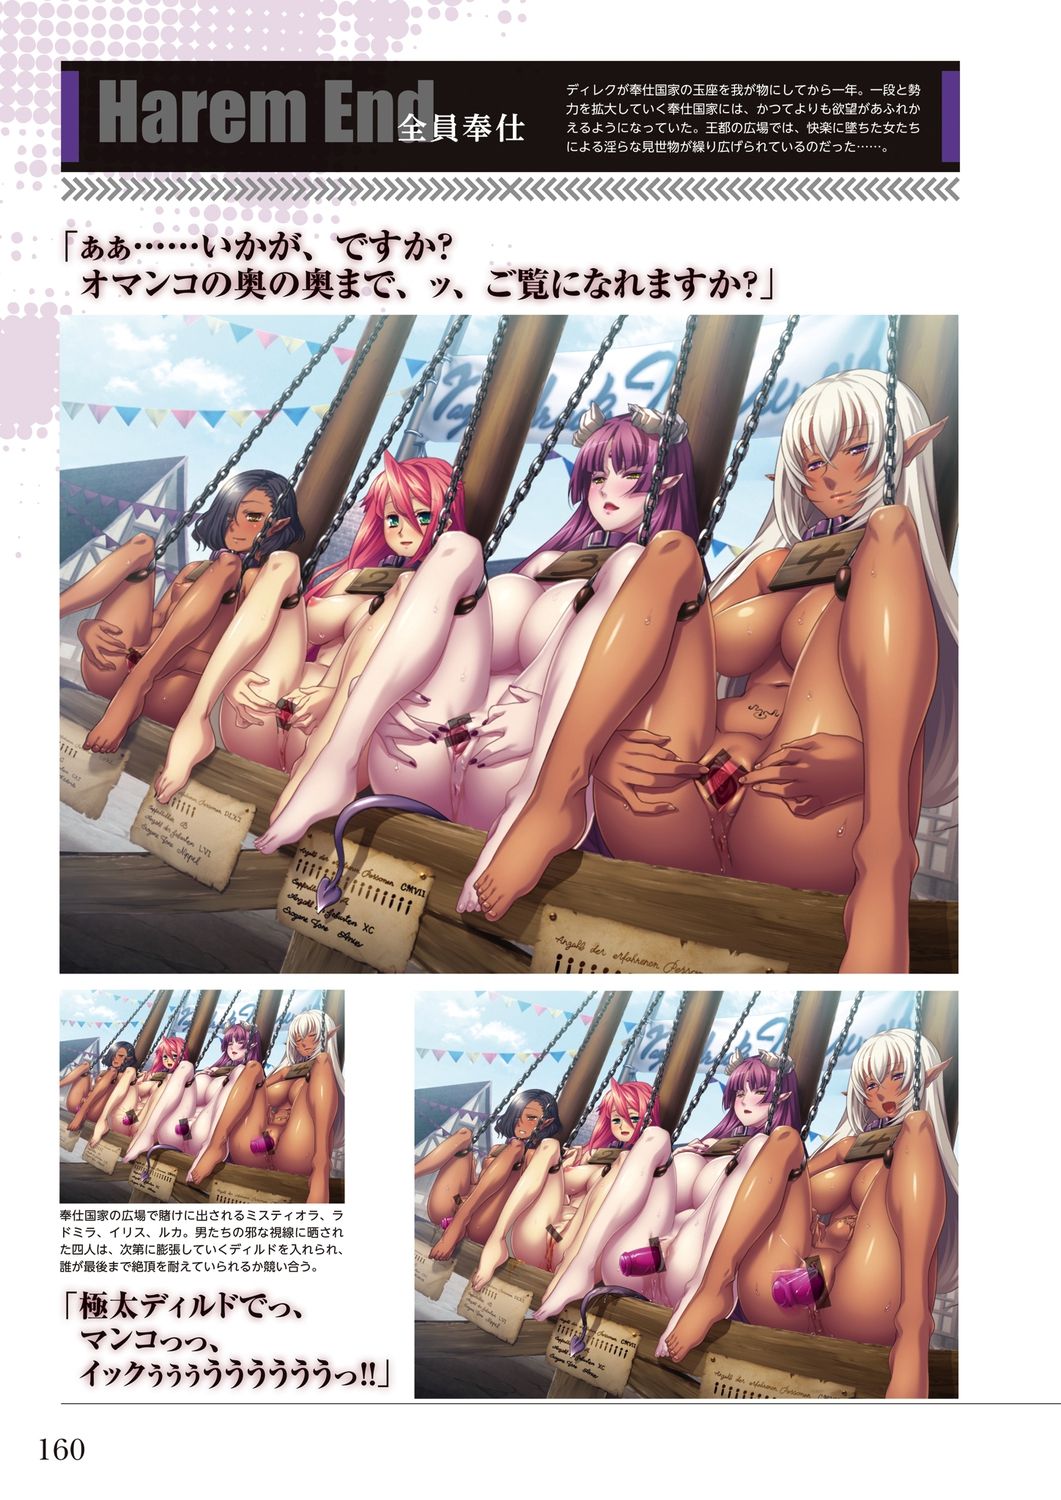 Harem End 全員奉仕
ディレクが奉仕国家の玉座を我が物にしてから一年。一段と勢
力を拡大していく奉仕国家には、かつてよりも欲望があふれか
えるようになっていた。王都の広場では、快楽に墜ちた女たち
による淫らな見世物が繰り広げられているのだった……。
「ぁぁ……いかが、ですか?
オマンコの奥の奥まで、ッ、ご覧になれますか?」
2
3
4
Anzahl der erfahrenen Personen CMVII
XC
Anzahl der erfahrenen Person
奉仕国家の広場で賭けに出されるミスティオラ、ラ
ドミラ、イリス、ルカ。男たちの邪な視線に晒され
た四人は、次第に膨張していくディルドを入れられ、
誰が最後まで絶頂を耐えていられるか競い合う。
「極太ディルドでっ、
マンコっっ、
イックぅぅぅうううううううっ!!」
160